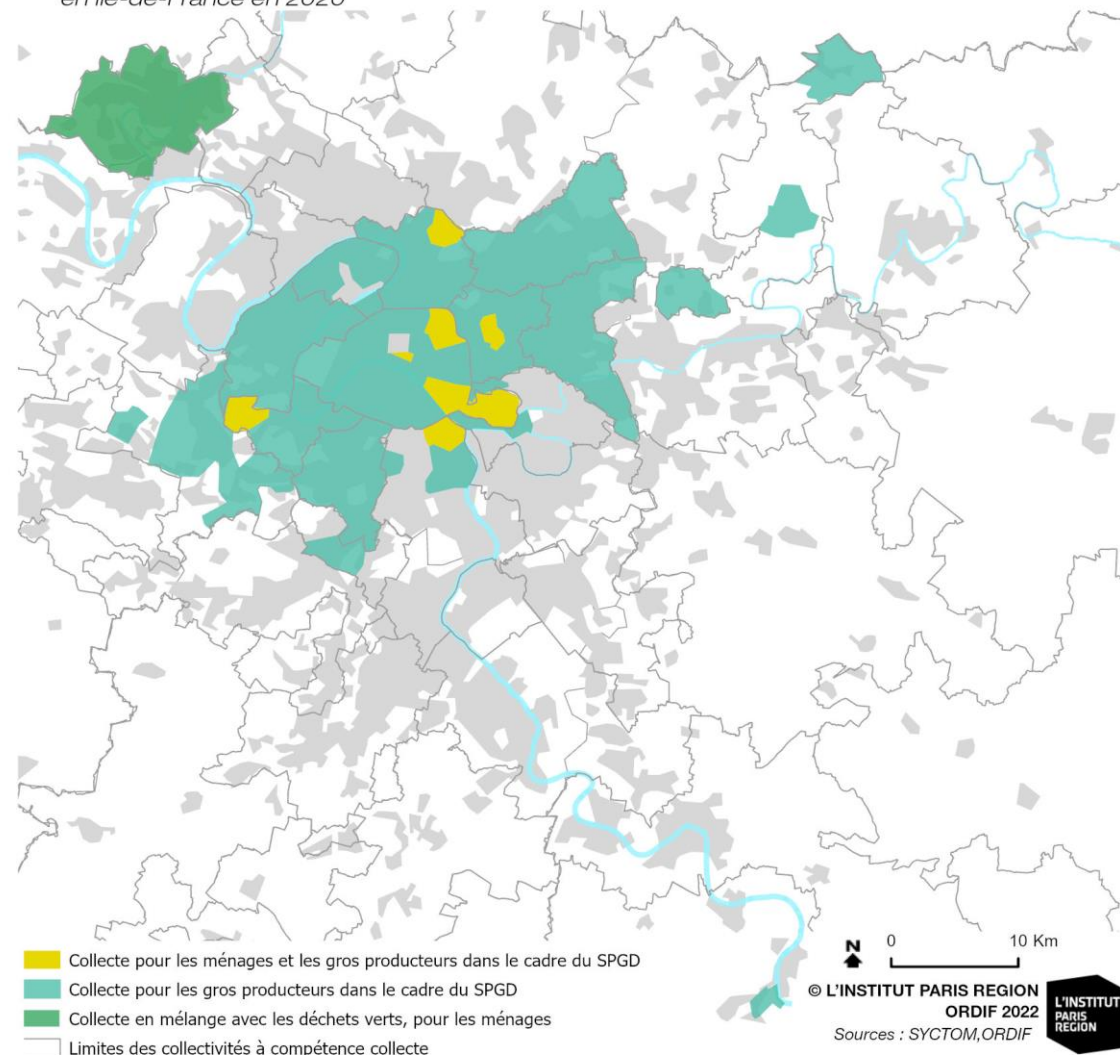 en Ile-de-France en 2020
Collecte pour les ménages et les gros producteurs dans le cadre du SPGD
Collecte pour les gros producteurs dans le cadre du SPGD
Collecte en mélange avec les déchets verts, pour les ménages
Limites des collectivités à compétence collecte
N
0 10 Km
© L'INSTITUT PARIS REGION
ORDIF 2022
Sources : SYCTOM,ORDIF
L'INSTITUT
PARIS
REGION